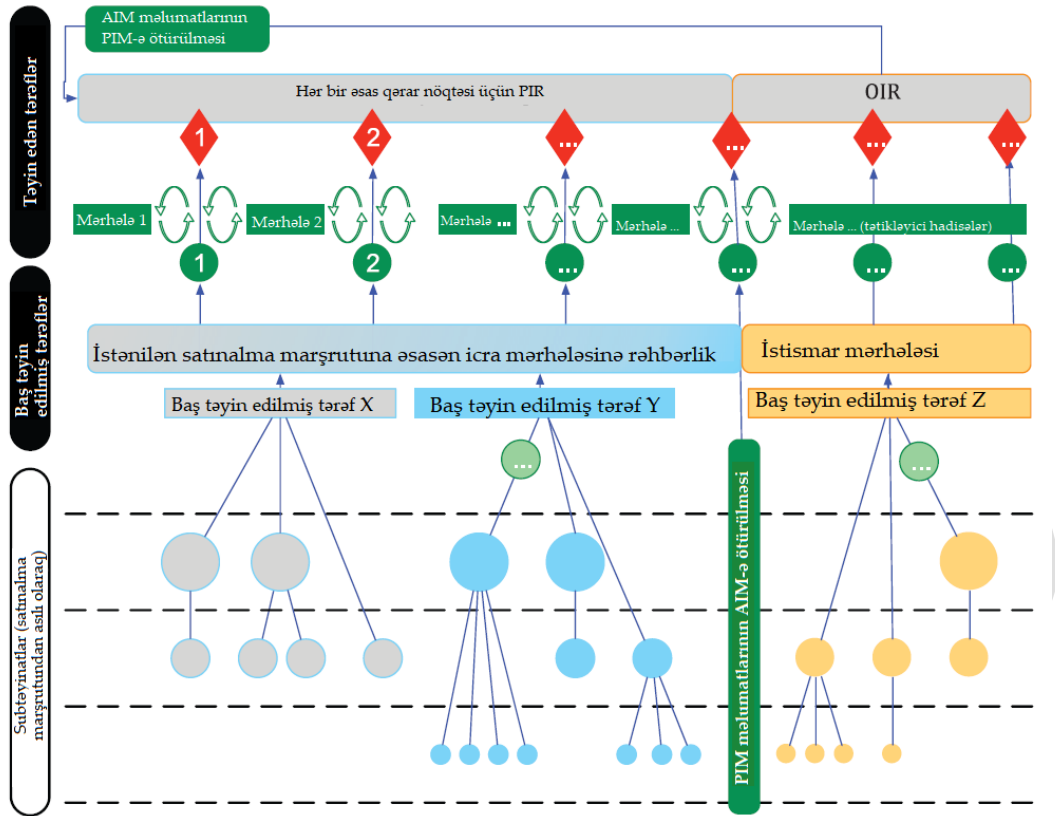 AIM məlumatlarının
PIM-ə ötürülməsi
Təyin edən tərəflər
Hər bir əsas qərar nöqtəsi üçün PIR
OIR
1
2
...
...
...
...
Mərhələ 1
Mərhələ 2
Mərhələ ...
Mərhələ ...
Mərhələ ... (tətikləyici hadisələr)
1
2
...
...
...
...
Baş təyin
edilmiş tərəflər
İstənilən satınalma marşrutuna əsasən icra mərhələsinə rəhbərlik
İstismar mərhələsi
Baş təyin edilmiş tərəf X
Baş təyin edilmiş tərəf Y
Baş təyin edilmiş tərəf Z
...
...
Subtəyinatlar (satınalma
marşrutundan asılı olaraq)
PIM məlumatlarının AIM-ə ötürülməsi